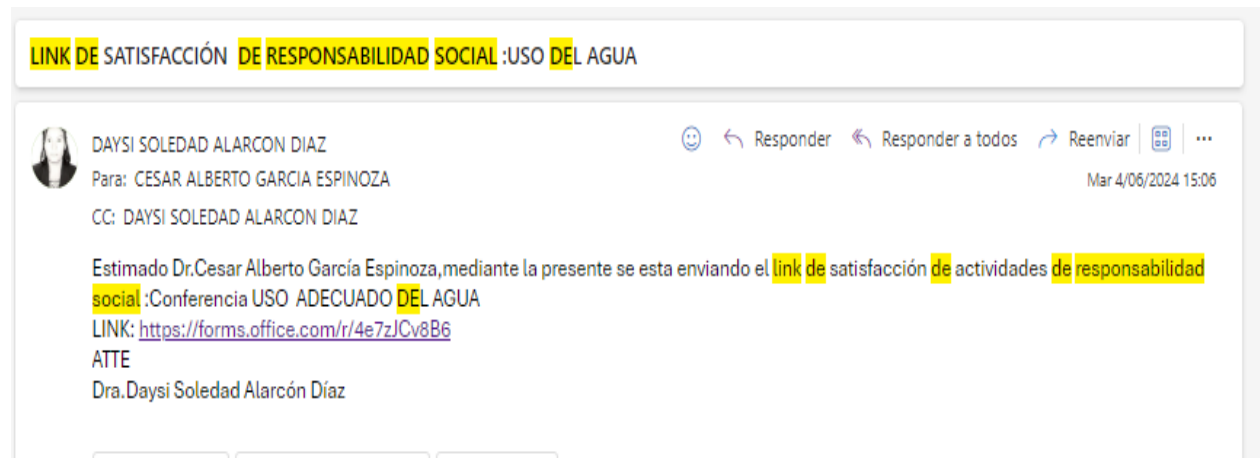 LINK DE SATISFACCIÓN DE RESPONSABILIDAD SOCIAL :USO DEL AGUA
DAYSI SOLEDAD ALARCON DIAZ
Responder Responder a todos Reenviar
Para: CESAR ALBERTO GARCIA ESPINOZA
Mar 4/06/2024 15:06
CC: DAYSI SOLEDAD ALARCON DIAZ
Estimado Dr.Cesar Alberto García Espinoza,mediante la presente se esta enviando el link de satisfacción de actividades de responsabilidad
social :Conferencia USO ADECUADO DEL AGUA
LINK: https://forms.office.com/r/4e7zJCv8B6
ATTE
Dra.Daysi Soledad Alarcón Díaz